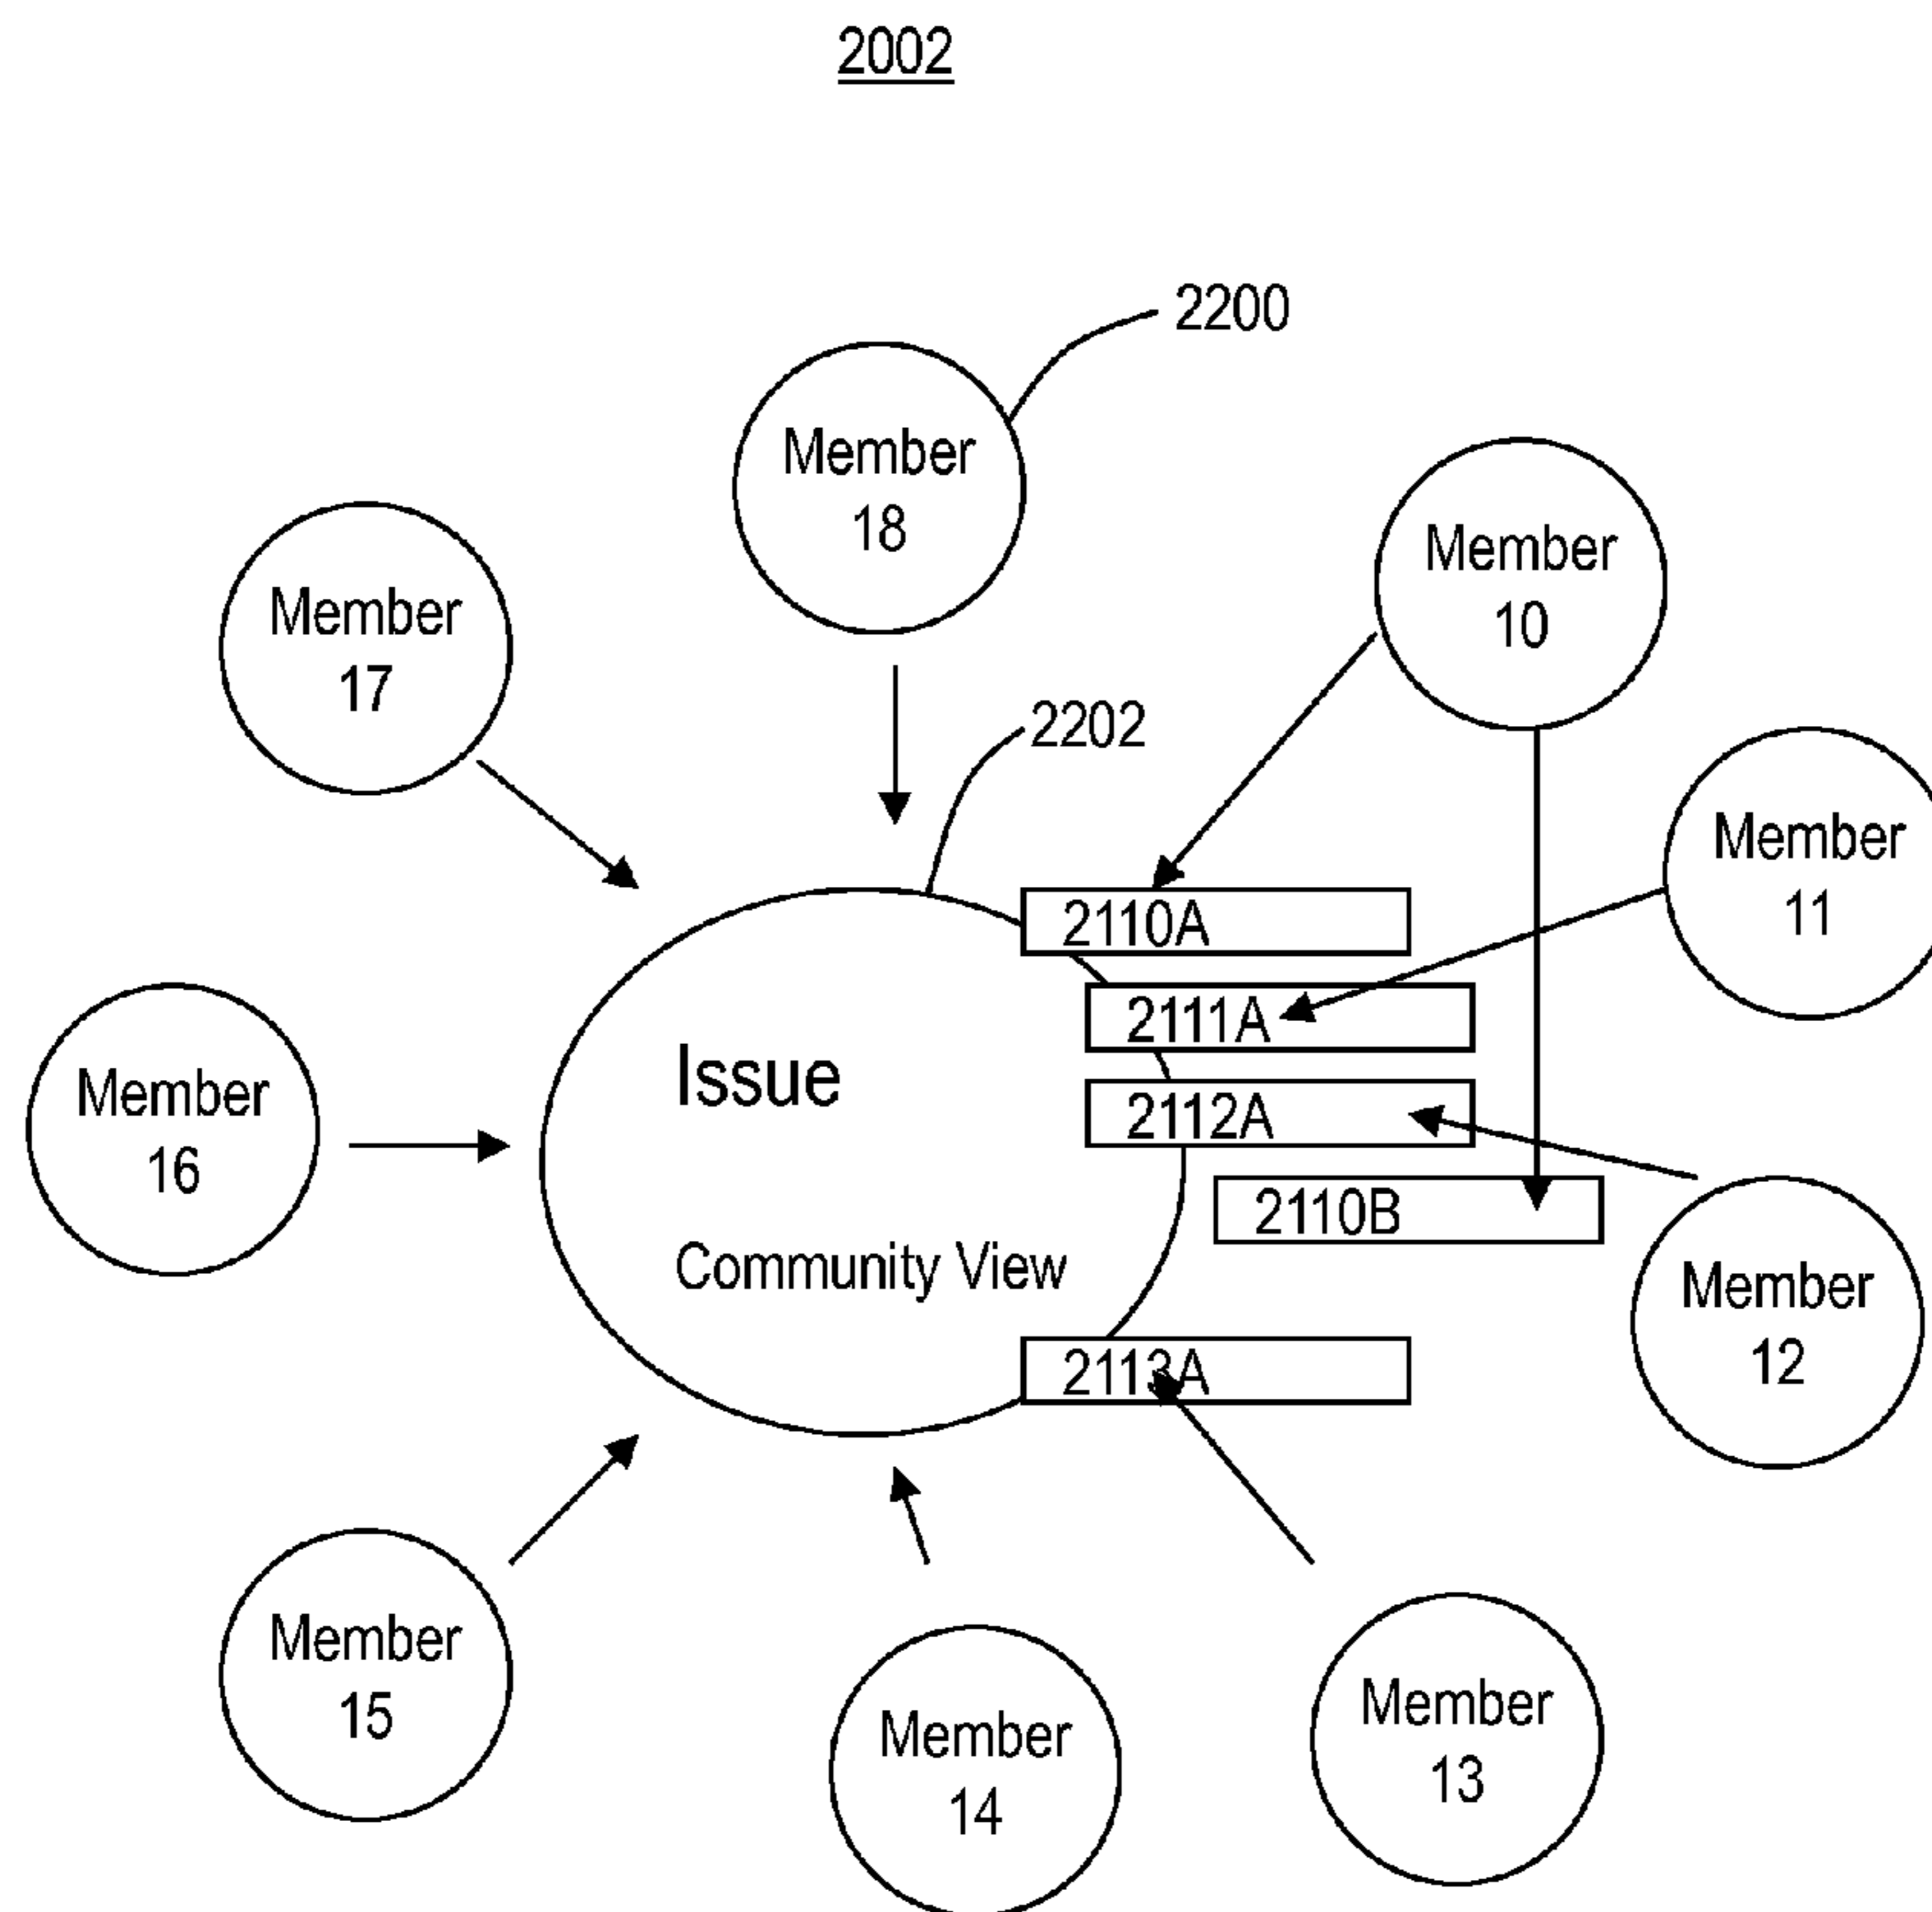 2002
2200
Member
18
Member
10
Member
17
2202
Member
11
2110A
2111A
Issue
2112A
Member
16
2110B
Community View
Member
12
2113A
Member
15
Member
14
Member
13